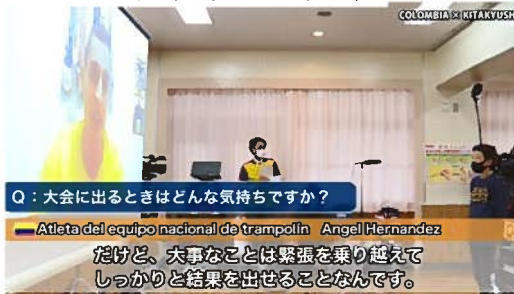 COLOMBIA × KITAKYUSH
Q：大会に出るときはどんな気持ちですか？
Atleta del equipo nacional de trampolín Angel Hernandez
だけど、大事なことは緊張を乗り越えて
しっかりと結果を出せることなんです。